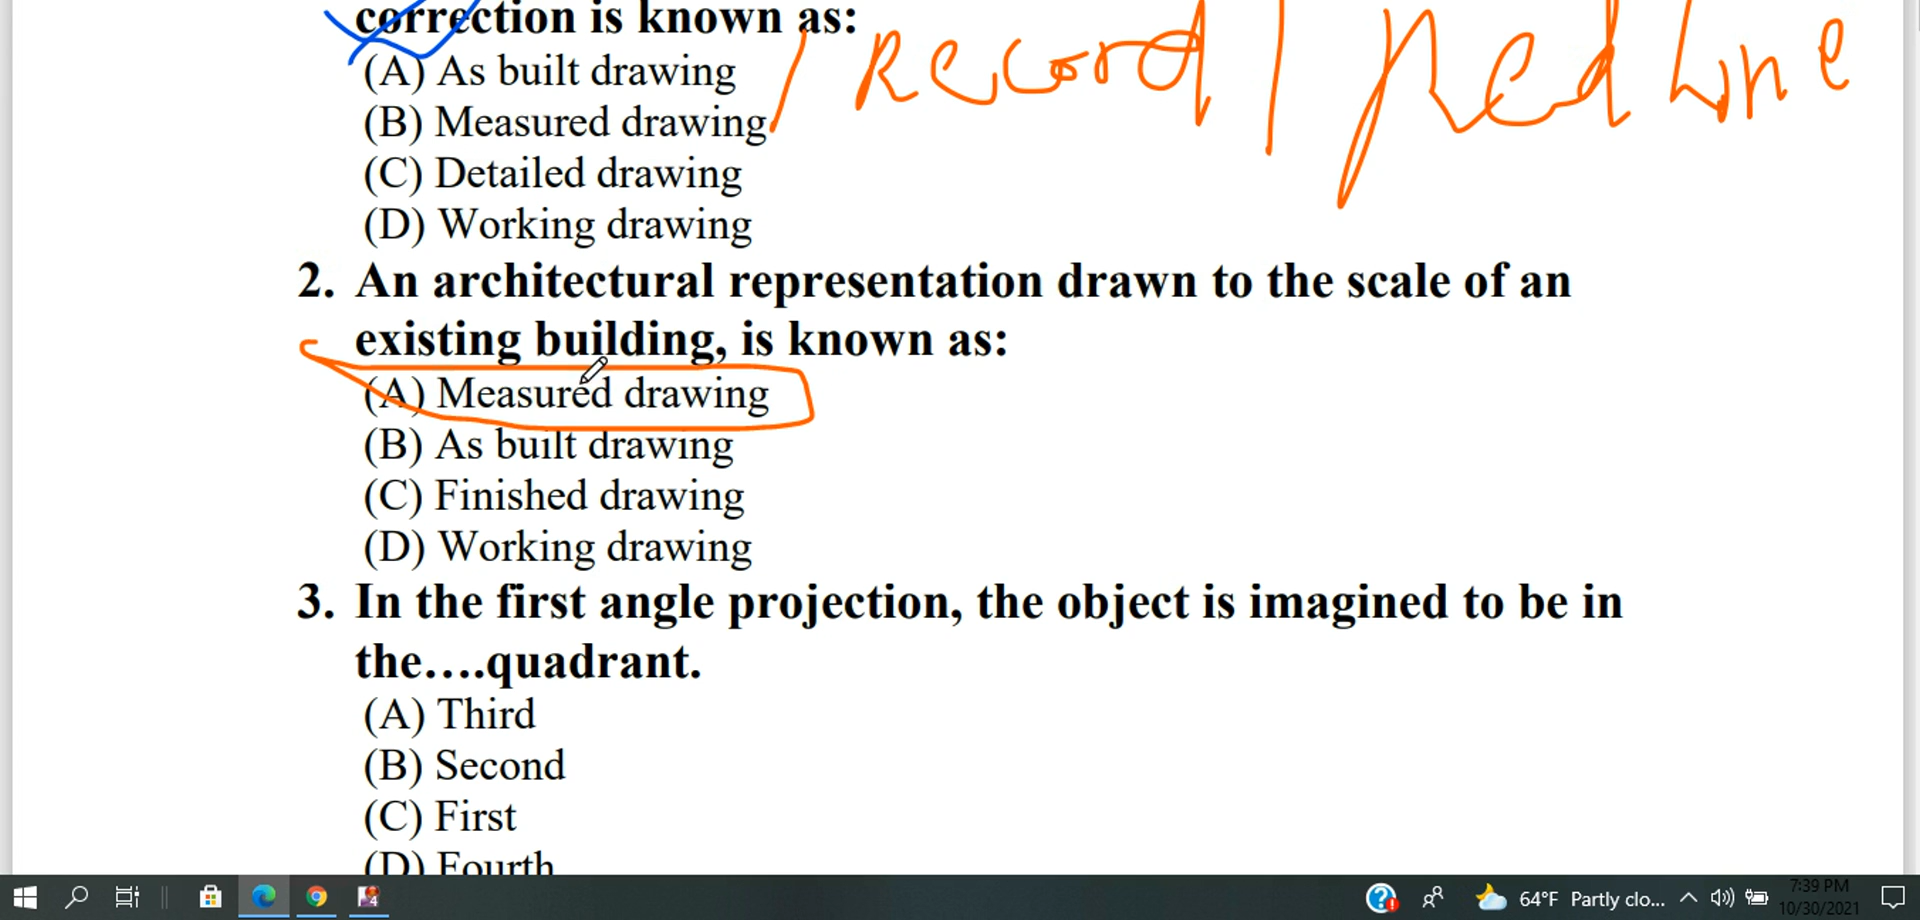 correction is known as:
(A) As built drawing / Record / Redline
(B) Measured drawing
(C) Detailed drawing
(D) Working drawing
2. An architectural representation drawn to the scale of an
existing building, is known as:
(A) Measured drawing
(B) As built drawing
(C) Finished drawing
(D) Working drawing
3. In the first angle projection, the object is imagined to be in
the....quadrant.
(A) Third
(B) Second
(C) First
(D) Fourth
64°F Partly clo...
7:39 PM
10/30/2021